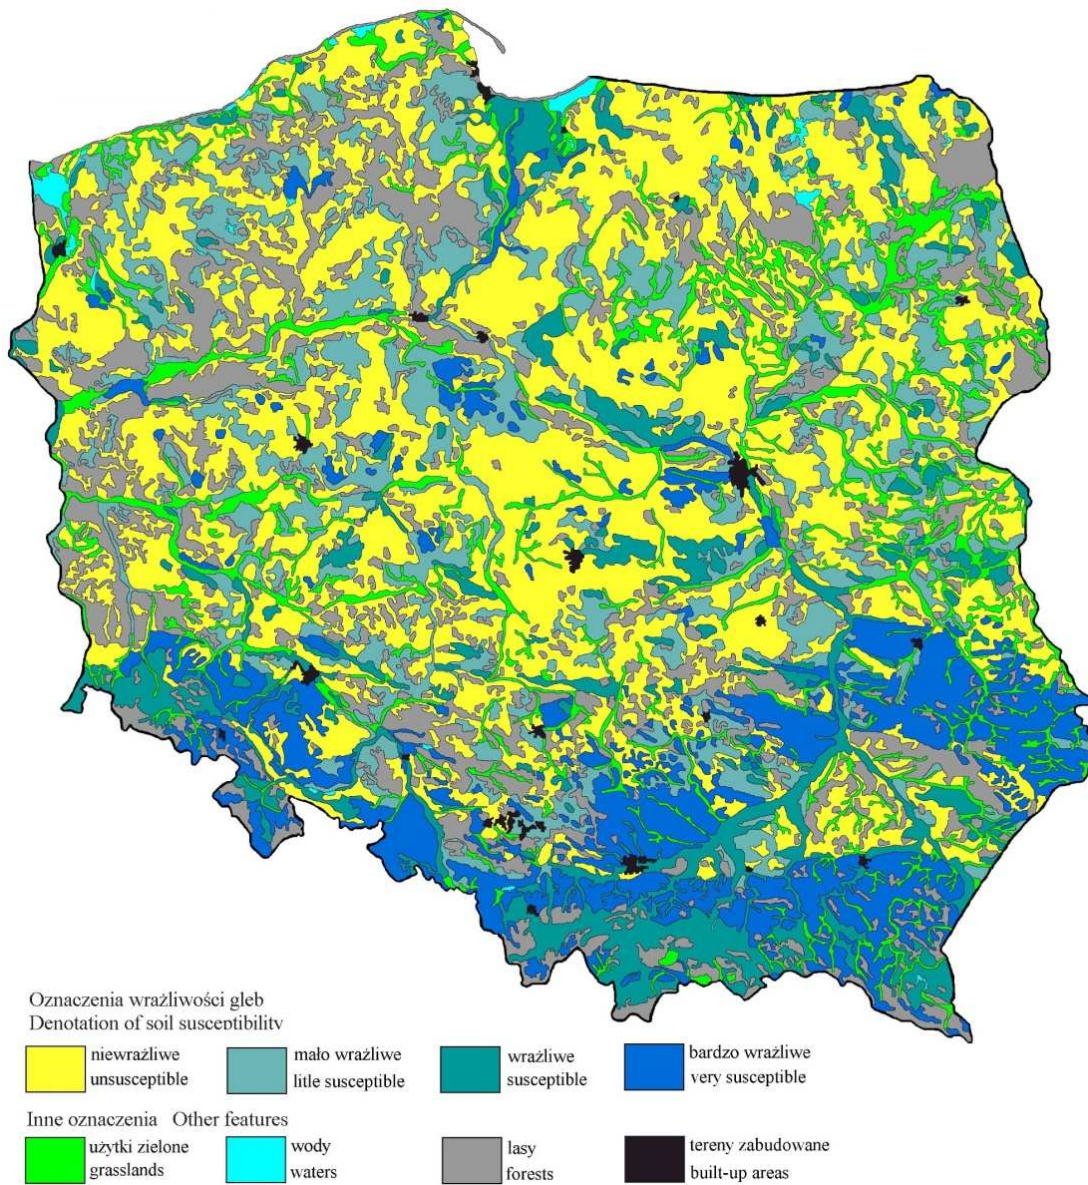 Oznaczenia wrażliwości gleb
Denotation of soil susceptibility
niewrażliwe
unsusceptible
mało wrażliwe
litle susceptible
wrażliwe
susceptible
bardzo wrażliwe
very susceptible
Inne oznaczenia Other features
użytki zielone
grasslands
wody
waters
lasy
forests
tereny zabudowane
built-up areas